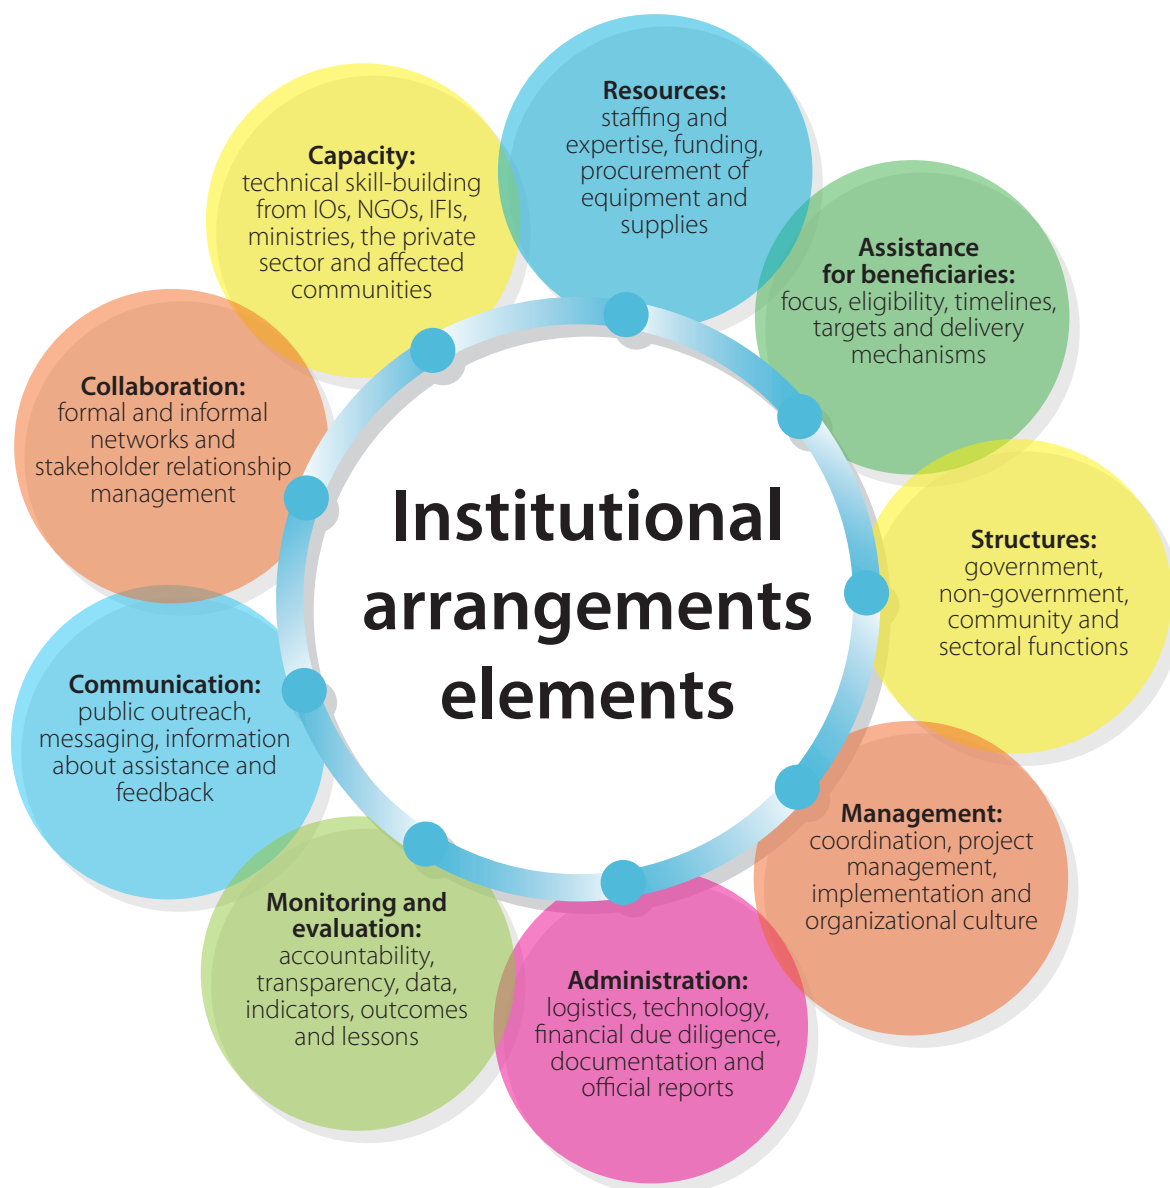 Resources:
staffing and
expertise, funding,
procurement of
equipment and
supplies
Assistance
for beneficiaries:
focus, eligibility, timelines,
targets and delivery
mechanisms
Structures:
government,
non-government,
community and
sectoral functions
Management:
coordination, project
management,
implementation and
organizational culture
Administration:
logistics, technology,
financial due diligence,
documentation and
official reports
Monitoring and
evaluation:
accountability,
transparency, data,
indicators, outcomes
and lessons
Communication:
public outreach,
messaging, information
about assistance and
feedback
Collaboration:
formal and informal
networks and
stakeholder relationship
management
Capacity:
technical skill-building
from IOs, NGOs, IFIs,
ministries, the private
sector and affected
communities
Institutional
arrangements
elements